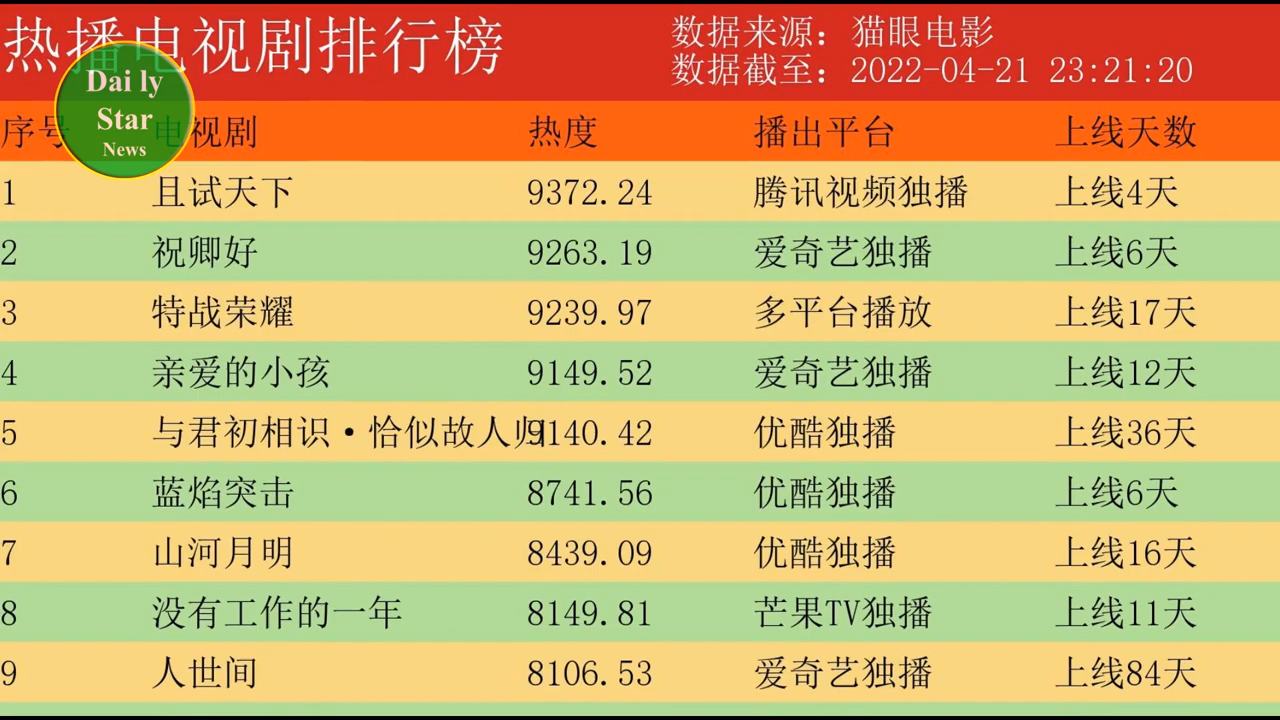 热播电视剧排行榜
数据来源：猫眼电影
数据截至：2022-04-21 23:21:20
Dai ly
Star
News
序号 电视剧 热度 播出平台 上线天数
1 且试天下 9372.24 腾讯视频独播 上线4天
2 祝卿好 9263.19 爱奇艺独播 上线6天
3 特战荣耀 9239.97 多平台播放 上线17天
4 亲爱的小孩 9149.52 爱奇艺独播 上线12天
5 与君初相识·恰似故人归 9140.42 优酷独播 上线36天
6 蓝焰突击 8741.56 优酷独播 上线6天
7 山河月明 8439.09 优酷独播 上线16天
8 没有工作的一年 8149.81 芒果TV独播 上线11天
9 人世间 8106.53 爱奇艺独播 上线84天